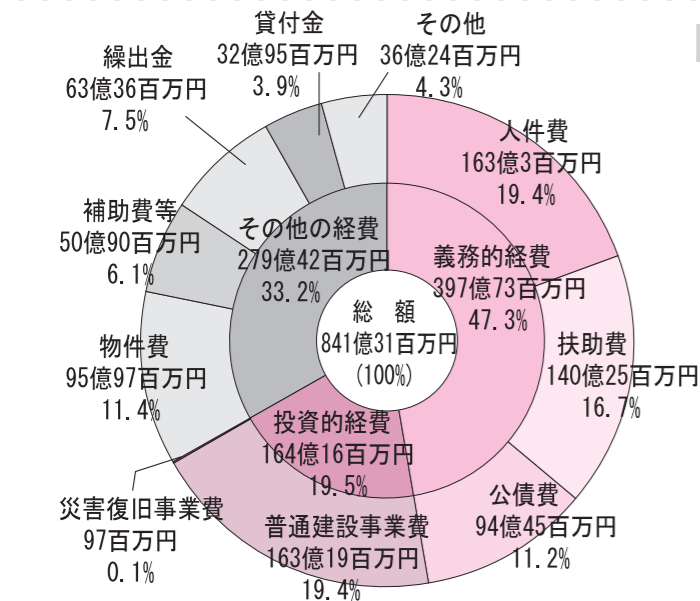 貸付金
32億95百万円
3.9%
その他
36億24百万円
4.3%
繰出金
63億36百万円
7.5%
人件費
163億3百万円
19.4%
補助費等
50億90百万円
6.1%
その他の経費
279億42百万円
33.2%
義務的経費
397億73百万円
47.3%
総 額
841億31百万円
(100%)
扶助費
140億25百万円
16.7%
物件費
95億97百万円
11.4%
投資的経費
164億16百万円
19.5%
公債費
94億45百万円
11.2%
災害復旧事業費
97百万円
0.1%
普通建設事業費
163億19百万円
19.4%